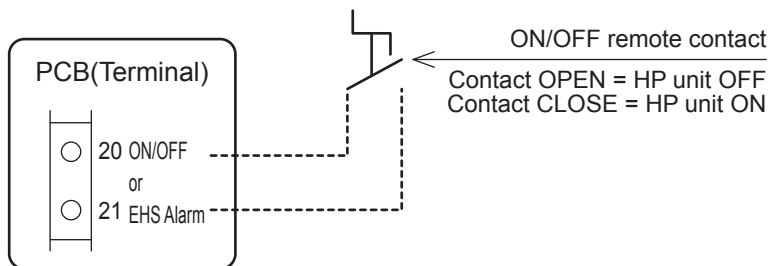 ON/OFF remote contact
PCB(Terminal)
Contact OPEN = HP unit OFF
Contact CLOSE = HP unit ON
20 ON/OFF
or
21 EHS Alarm